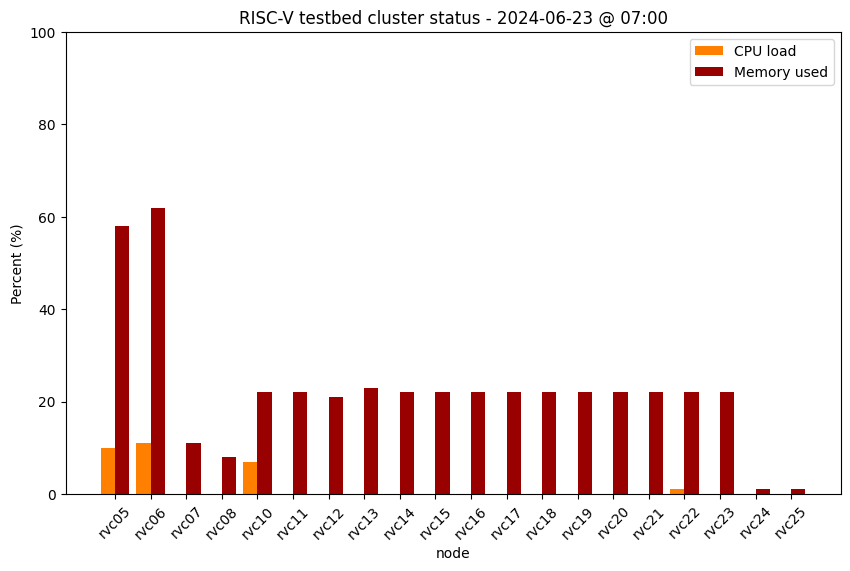 RISC-V testbed cluster status - 2024-06-23 @ 07:00
CPU load
Memory used
Percent (%)
100
80
60
40
20
0
rvc05 rvc06 rvc07 rvc08 rvc10 rvc11 rvc12 rvc13 rvc14 rvc15 rvc16 rvc17 rvc18 rvc19 rvc20 rvc21 rvc22 rvc23 rvc24 rvc25
node